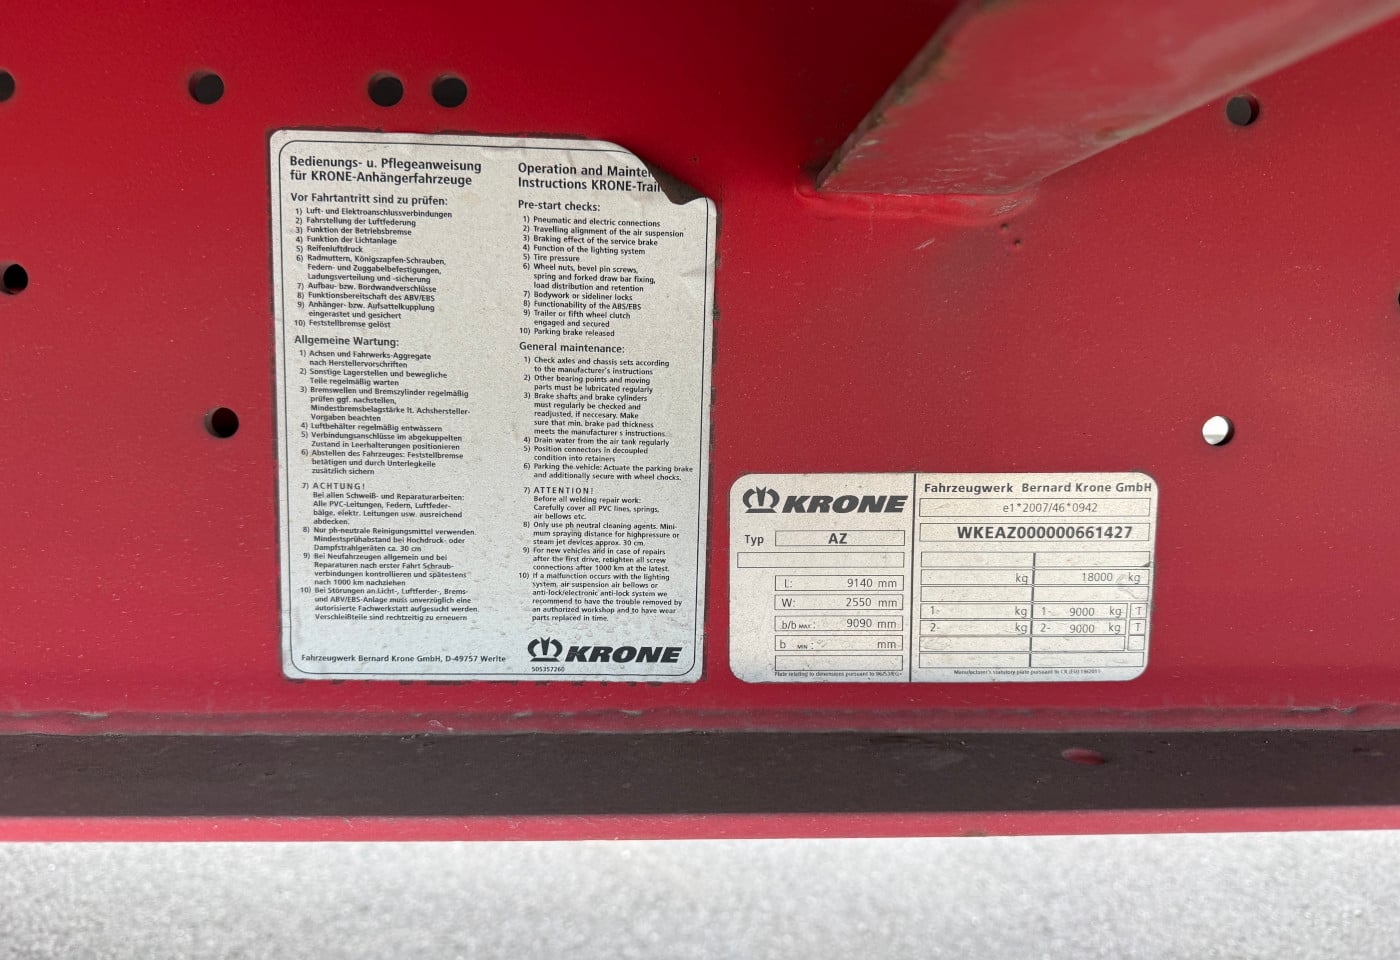 Bedienungs- u. Pflegeanweisung
für KRONE-Anhängerfahrzeuge
Vor Fahrtantritt sind zu prüfen:
1) Luft- und Elektroanschlussverbindungen
2) Fahrstellung der Luftfederung
3) Funktion der Betriebsbremse
4) Funktion der Lichtanlage
5) Reifenluftdruck
6) Radmuttern, Königszapfen-Schrauben,
Federn- und Zuggabelbefestigungen,
Ladungsverteilung und -sicherung
7) Aufbau- bzw. Bordwandverschlüsse
8) Funktionsbereitschaft des ABV/EBS
9) Anhänger- bzw. Aufsattelkupplung
eingerastet und gesichert
10) Feststellbremse gelöst
Allgemeine Wartung:
1) Achsen und Fahrwerks-Aggregate
nach Herstellervorschriften
2) Sonstige Lagerstellen und bewegliche
Teile regelmäßig warten
3) Bremswellen und Bremszylinder regelmäßig
prüfen ggf. nachstellen,
Mindestbremsbelagstärke lt. Achshersteller-
Vorgaben beachten
4) Luftbehälter regelmäßig entwässern
5) Verbindungsanschlüsse im abgekuppelten
Zustand in Leerhalterungen positionieren
6) Abstellen des Fahrzeuges: Feststellbremse
betätigen und durch Unterlegkeile
zusätzlich sichern
7) ACHTUNG!
Bei allen Schweiß- und Reparaturarbeiten:
Alle PVC-Leitungen, Federn, Luftfeder-
bälge, elektr. Leitungen usw. ausreichend
abdecken.
8) Nur ph-neutrale Reinigungsmittel verwenden.
Mindestsprühabstand bei Hochdruck- oder
Dampfstrahlgeräten ca. 30 cm
9) Bei Neufahrzeugen allgemein und bei
Reparaturen nach erster Fahrt Schraub-
verbindungen kontrollieren und spätestens
nach 1000 km nachziehen
10) Bei Störungen an Licht-, Luftferder-, Brems-
und ABV/EBS-Anlage muss unverzüglich eine
autorisierte Fachwerkstatt aufgesucht werden.
Verschleißteile sind rechtzeitig zu erneuern
Fahrzeugwerk Bernard Krone GmbH, D-49757 Werlte
Operation and Mainte
Instructions KRONE-Trai
Pre-start checks:
1) Pneumatic and electric connections
2) Travelling alignment of the air suspension
3) Braking effect of the service brake
4) Function of the lighting system
5) Tire pressure
6) Wheel nuts, bevel pin screws,
spring and forked draw bar fixing,
load distribution and retention
7) Bodywork or sideliner locks
8) Functionability of the ABS/EBS
9) Trailer or fifth wheel clutch
engaged and secured
10) Parking brake released
General maintenance:
1) Check axles and chassis sets according
to the manufacturer's instructions
2) Other bearing points and moving
parts must be lubricated regularly
3) Brake shafts and brake cylinders
must regularly be checked and
readjusted, if neccesary. Make
sure that min. brake pad thickness
meets the manufacturer s instructions.
4) Drain water from the air tank regularly
5) Position connectors in decoupled
condition into retainers
6) Parking the vehicle: Actuate the parking brake
and additionally secure with wheel chocks.
7) ATTENTION!
Before all welding repair work:
Carefully cover all PVC lines, springs,
air bellows etc.
8) Only use ph neutral cleaning agents. Mini-
mum spraying distance for highpressure or
steam jet devices approx. 30 cm.
9) For new vehicles and in case of repairs
after the first drive, retighten all screw
connections after 1000 km at the latest.
10) If a malfunction occurs with the lighting
system, air suspension air bellows or
anti-lock/electronic anti-lock system we
recommend to have the trouble removed by
an authorized workshop and to have wear
parts replaced in time.
KRONE
505357260
KRONE
Typ AZ
L: 9140 mm
W: 2550 mm
b/b MAX.: 9090 mm
b MIN.: mm
Plate relating to dimensions pursuant to 96/53/EG
Fahrzeugwerk Bernard Krone GmbH
e1*2007/46*0942
WKEAZ000000661427
kg 18000 kg
1- kg 1- 9000 kg T
2- kg 2- 9000 kg T
Manufacturer's statutory plate pursuant to